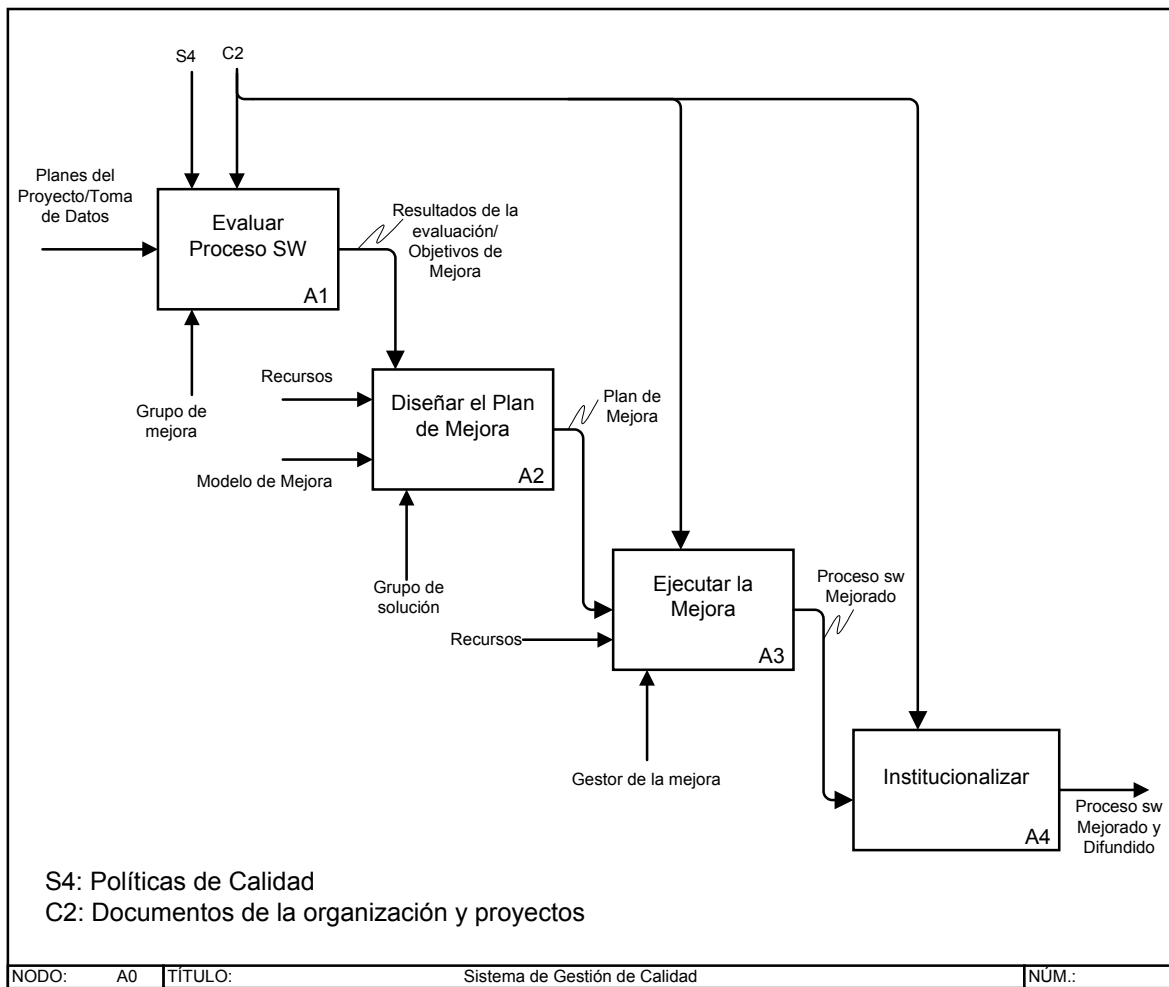 S4
C2
Planes del
Proyecto/Toma
de Datos
Evaluar
Proceso SW
A1
Resultados de la
evaluación/
Objetivos de
Mejora
Grupo de
mejora
Recursos
Modelo de Mejora
Diseñar el Plan
de Mejora
A2
Plan de
Mejora
Grupo de
solución
Ejecutar la
Mejora
A3
Recursos
Proceso sw
Mejorado
Gestor de la mejora
Institucionalizar
A4
Proceso sw
Mejorado y
Difundido
S4: Políticas de Calidad
C2: Documentos de la organización y proyectos
NODO: A0 TÍTULO: Sistema de Gestión de Calidad NÚM.: